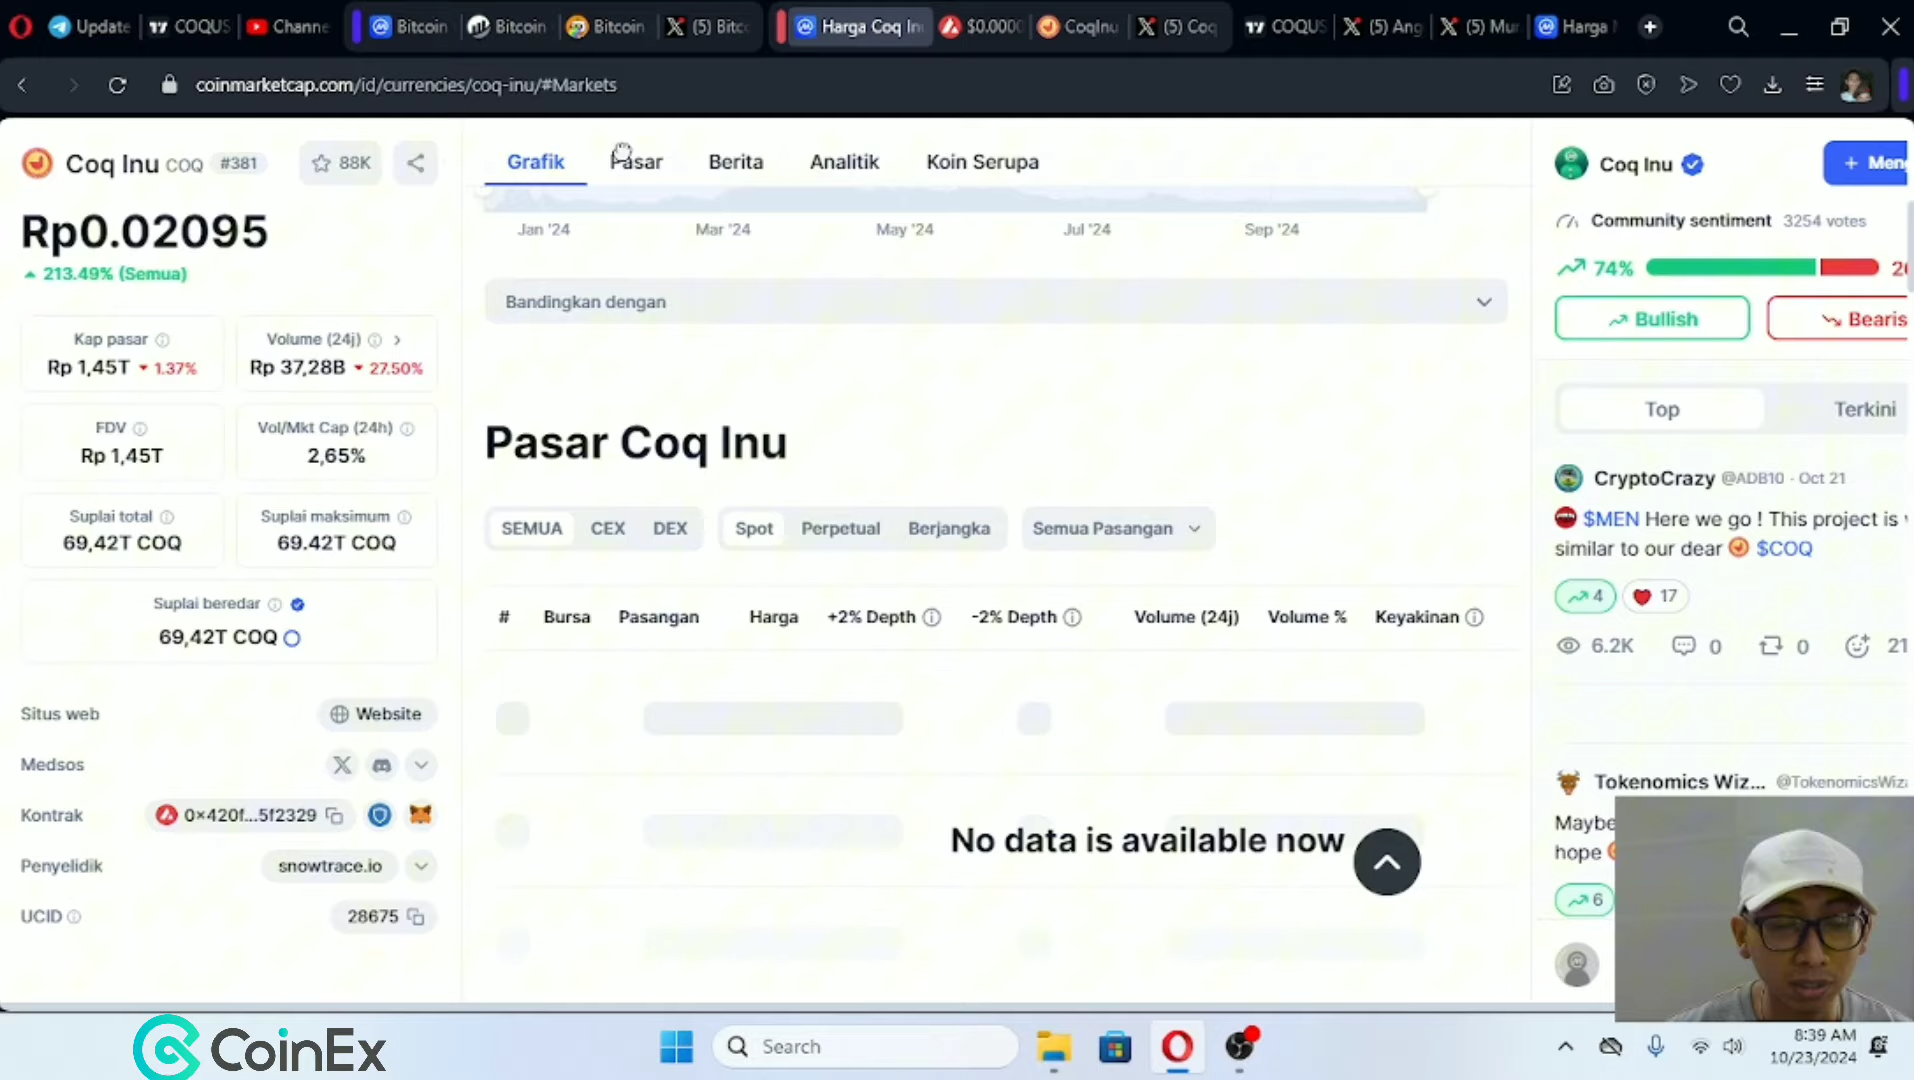 Update
COQUS
Channe
Bitcoin
Bitcoin
Bitcoin
(5) Bitc
Harga Coq In
$0.0000
CoqInu
(5) Coq
COQUS
(5) Ang
(5) Mur
Harga
coinmarketcap.com/id/currencies/coq-inu/#Markets
Coq Inu COQ #381
88K
Rp0.02095
213.49% (Semua)
Kap pasar
Rp 1,45T 1.37%
Volume (24j)
Rp 37,28B 27.50%
FDV
Rp 1,45T
Vol/Mkt Cap (24h)
2,65%
Suplai total
69,42T COQ
Suplai maksimum
69.42T COQ
Suplai beredar
69,42T COQ
Situs web
Website
Medsos
Kontrak
0x420f...5f2329
Penyelidik
snowtrace.io
UCID
28675
Grafik
Pasar
Berita
Analitik
Koin Serupa
Jan '24
Mar '24
May '24
Jul '24
Sep '24
Bandingkan dengan
Pasar Coq Inu
SEMUA
CEX
DEX
Spot
Perpetual
Berjangka
Semua Pasangan
#
Bursa
Pasangan
Harga
+2% Depth
-2% Depth
Volume (24j)
Volume %
Keyakinan
No data is available now
Coq Inu
+ Meng
Community sentiment 3254 votes
74%
Bullish
Bearis
Top
Terkini
CryptoCrazy @ADB10 · Oct 21
$MEN Here we go ! This project is
similar to our dear $COQ
4
17
6.2K
0
0
21
Tokenomics Wiz... @TokenomicsWiz
Maybe
hope
6
CoinEx
Search
8:39 AM
10/23/2024